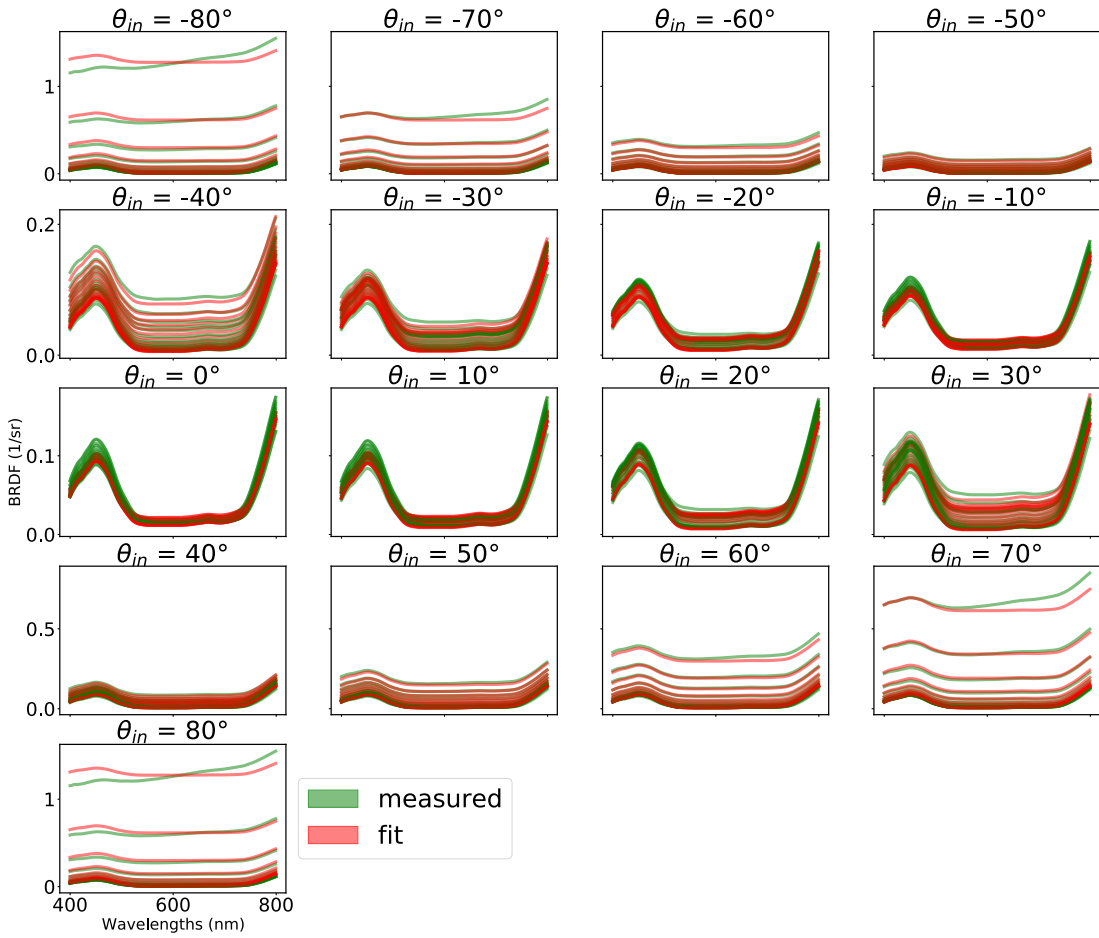 θin = -80° θin = -70° θin = -60° θin = -50°
1
0
θin = -40° θin = -30° θin = -20° θin = -10°
0.2
0.0
θin = 0° θin = 10° θin = 20° θin = 30°
BRDF (1/sr)
0.1
0.0
θin = 40° θin = 50° θin = 60° θin = 70°
0.5
0.0
θin = 80°
1
0
400 600 800
Wavelengths (nm)
measured
fit